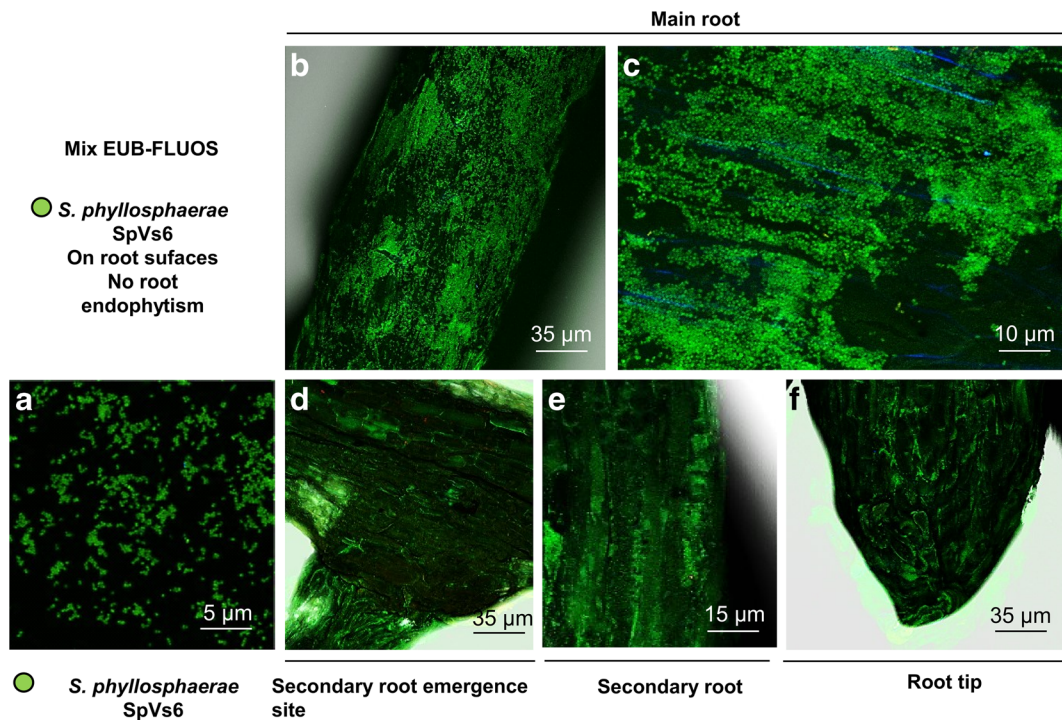 Main root
b
c
Mix EUB-FLUOS
S. phyllosphaerae
SpVs6
On root sufaces
No root
endophytism
35 µm
10 µm
a
d
e
f
5 µm
35 µm
15 µm
35 µm
S. phyllosphaerae
SpVs6
Secondary root emergence
site
Secondary root
Root tip